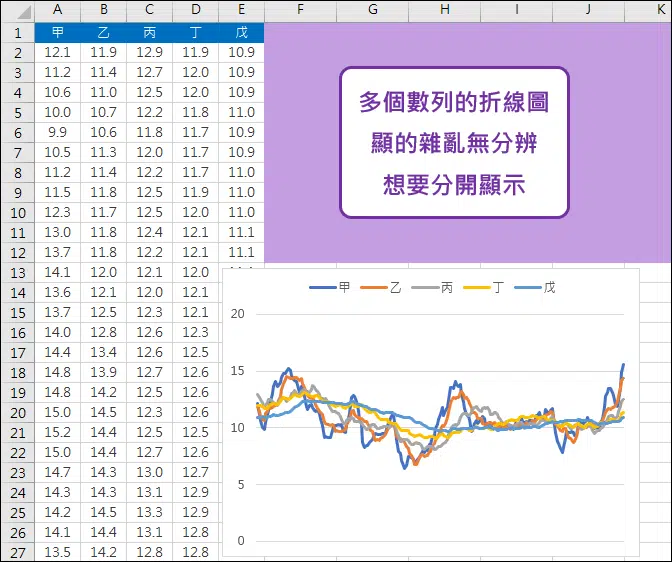 A B C D E F G H I J K
1 甲 乙 丙 丁 戊
2 12.1 11.9 12.9 11.9 10.9
3 11.2 11.4 12.7 12.0 10.9
4 10.6 11.0 12.5 12.0 10.9
5 10.0 10.7 12.2 11.8 11.0
6 9.9 10.6 11.8 11.7 10.9
7 10.5 11.3 12.0 11.7 10.9
8 11.2 11.4 12.2 11.7 11.0
9 11.5 11.8 12.5 11.9 11.0
10 12.3 11.7 12.5 12.0 11.0
11 13.0 11.8 12.4 12.1 11.1
12 13.7 11.8 12.2 12.1 11.1
13 14.1 12.0 12.1 12.0
14 13.6 12.1 12.0 12.1
15 13.7 12.5 12.3 12.1
16 14.0 12.8 12.6 12.3
17 14.4 13.4 12.6 12.5
18 14.8 13.9 12.7 12.6
19 14.8 14.2 12.5 12.6
20 15.0 14.5 12.3 12.6
21 15.2 14.4 12.5 12.5
22 15.0 14.4 12.7 12.6
23 14.7 14.3 13.0 12.7
24 14.3 14.3 13.1 12.9
25 14.2 14.5 13.3 12.9
26 14.1 14.4 13.1 12.8
27 13.5 14.2 12.8 12.8
多個數列的折線圖
顯的雜亂無分辨
想要分開顯示
甲 乙 丙 丁 戊
20
15
10
5
0